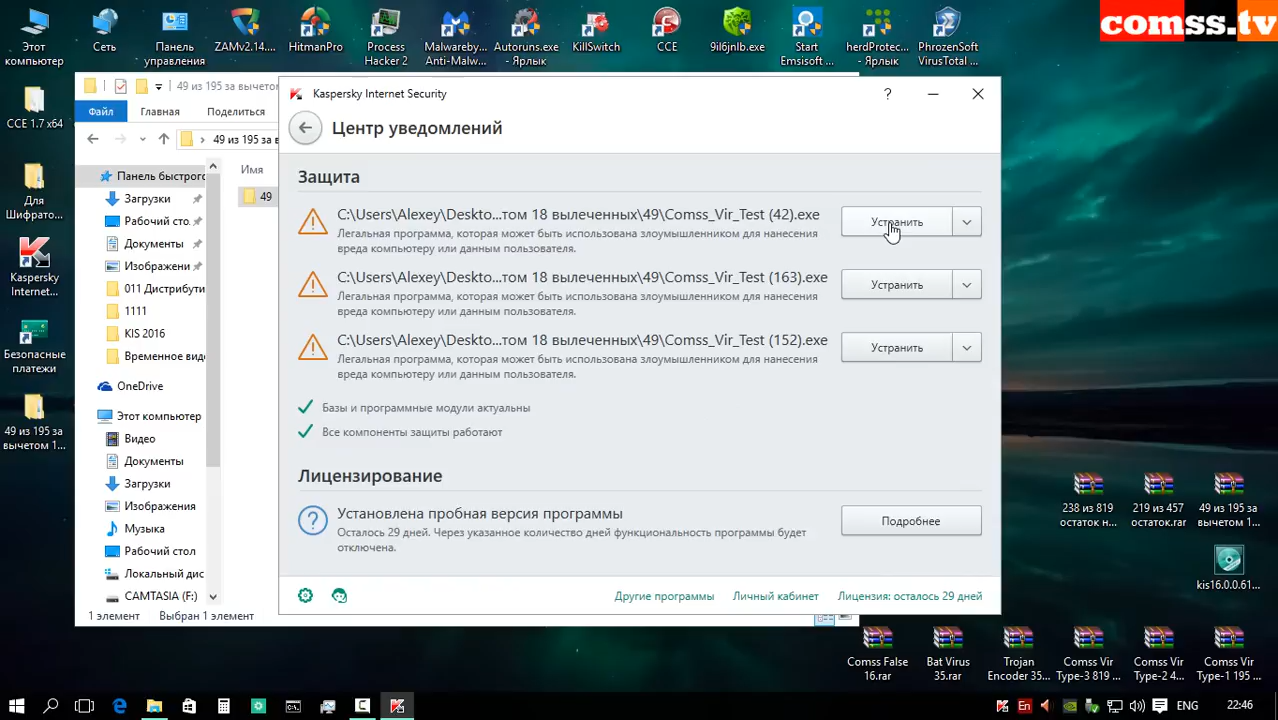 comss.tv
Этот компьютер
Сеть
Панель управления
ZAMv2.14....
HitmanPro
Process Hacker 2
Malwareby... Anti-Malw...
Autoruns.exe - Ярлык
KillSwitch
CCE
9il6jnlb.exe
Start Emsisoft ...
herdProtec... - Ярлык
PhrozenSoft VirusTotal ...
CCE 1.7 x64
Для Шифрато...
Kaspersky Internet...
Безопасные платежи
49 из 195 за вычетом 1...
49 из 195 за вычетом
Файл
Главная
Поделиться
49 из 195 за в
Имя
49
Панель быстрого
Загрузки
Рабочий сто.
Документы
Изображени
011 Дистрибути
1111
KIS 2016
Временное вид
OneDrive
Этот компьютер
Видео
Документы
Загрузки
Изображения
Музыка
Рабочий стол
Локальный дис
CAMTASIA (F:)
1 элемент
Выбран 1 элемент
Kaspersky Internet Security
?
Центр уведомлений
Защита
C:\Users\Alexey\Deskto...том 18 вылеченных\49\Comss_Vir_Test (42).exe
Легальная программа, которая может быть использована злоумышленником для нанесения
вреда компьютеру или данным пользователя.
Устранить
C:\Users\Alexey\Deskto...том 18 вылеченных\49\Comss_Vir_Test (163).exe
Легальная программа, которая может быть использована злоумышленником для нанесения
вреда компьютеру или данным пользователя.
Устранить
C:\Users\Alexey\Deskto...том 18 вылеченных\49\Comss_Vir_Test (152).exe
Легальная программа, которая может быть использована злоумышленником для нанесения
вреда компьютеру или данным пользователя.
Устранить
Базы и программные модули актуальны
Все компоненты защиты работают
Лицензирование
Установлена пробная версия программы
Осталось 29 дней. Через указанное количество дней функциональность программы будет
отключена.
Подробнее
Другие программы
Личный кабинет
Лицензия: осталось 29 дней
238 из 819 остаток н...
219 из 457 остаток.rar
49 из 195 за вычетом 1...
kis16.0.0.61...
Comss False 16.rar
Bat Virus 35.rar
Trojan Encoder 35...
Comss Vir Type-3 819 ...
Comss Vir Type-2 4...
Comss Vir Type-1 195 ...
En
ENG
22:46